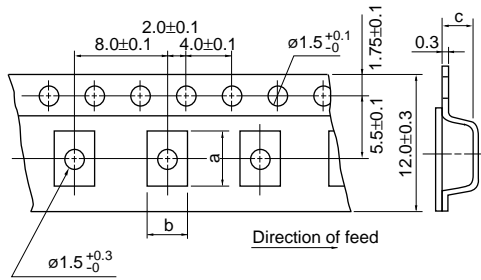 2.0±0.1
8.0±0.1
4.0±0.1
ø1.5 +0.1 -0
1.75±0.1
0.3
c
5.5±0.1
12.0±0.3
a
b
Direction of feed
ø1.5 +0.3 -0